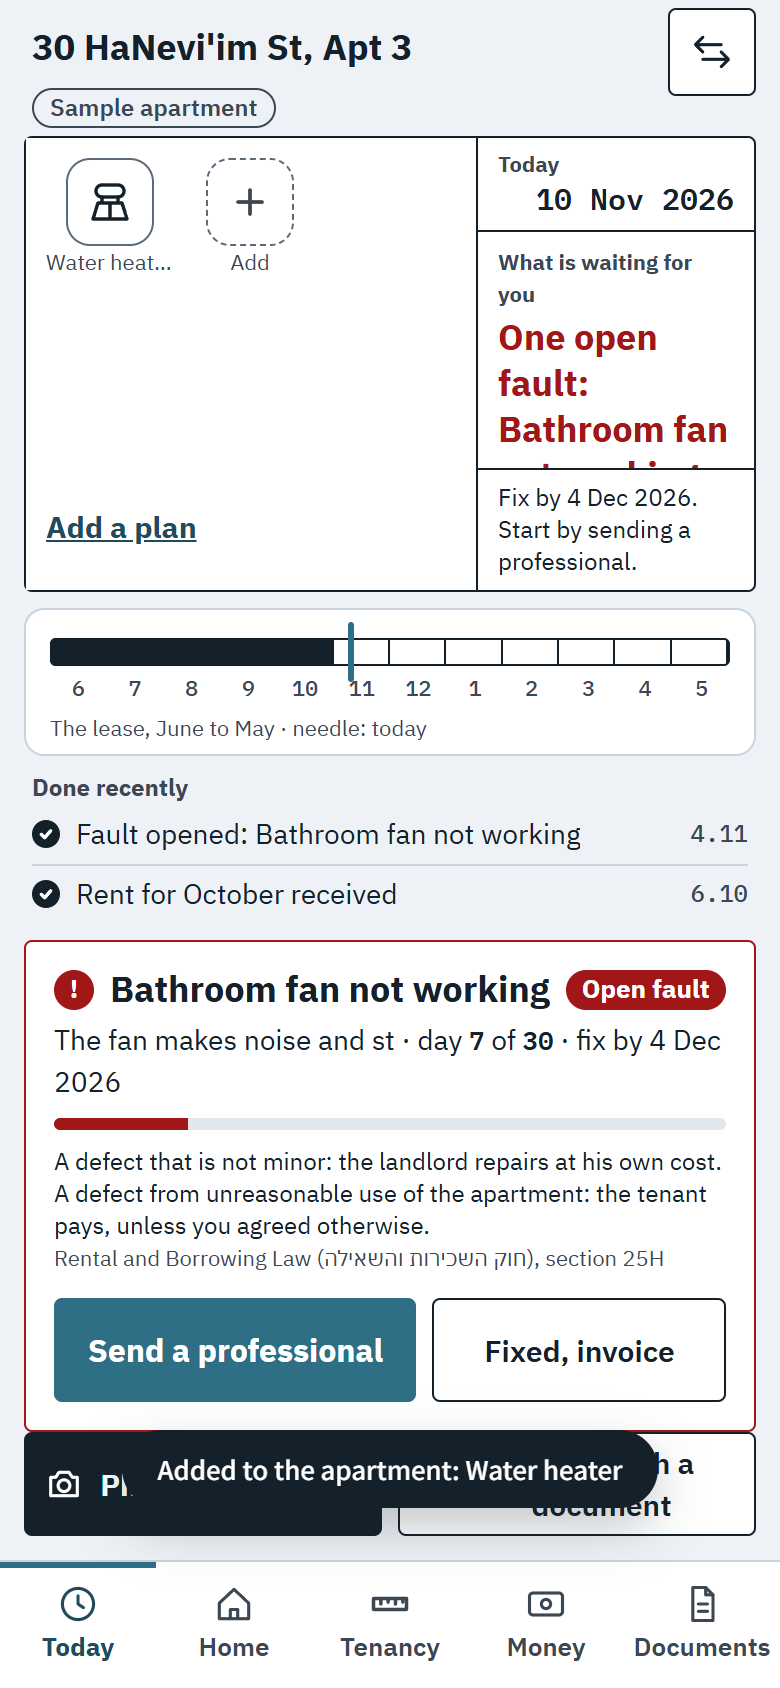 30 HaNevi'im St, Apt 3
Sample apartment
Water heat...
Add
Add a plan
Today
10 Nov 2026
What is waiting for
you
One open
fault:
Bathroom fan
Fix by 4 Dec 2026.
Start by sending a
professional.
6 7 8 9 10 11 12 1 2 3 4 5
The lease, June to May · needle: today
Done recently
Fault opened: Bathroom fan not working 4.11
Rent for October received 6.10
Bathroom fan not working Open fault
The fan makes noise and st · day 7 of 30 · fix by 4 Dec
2026
A defect that is not minor: the landlord repairs at his own cost.
A defect from unreasonable use of the apartment: the tenant
pays, unless you agreed otherwise.
Rental and Borrowing Law (חוק השכירות והשאילה), section 25H
Send a professional
Fixed, invoice
Added to the apartment: Water heater
a
document
Today
Home
Tenancy
Money
Documents